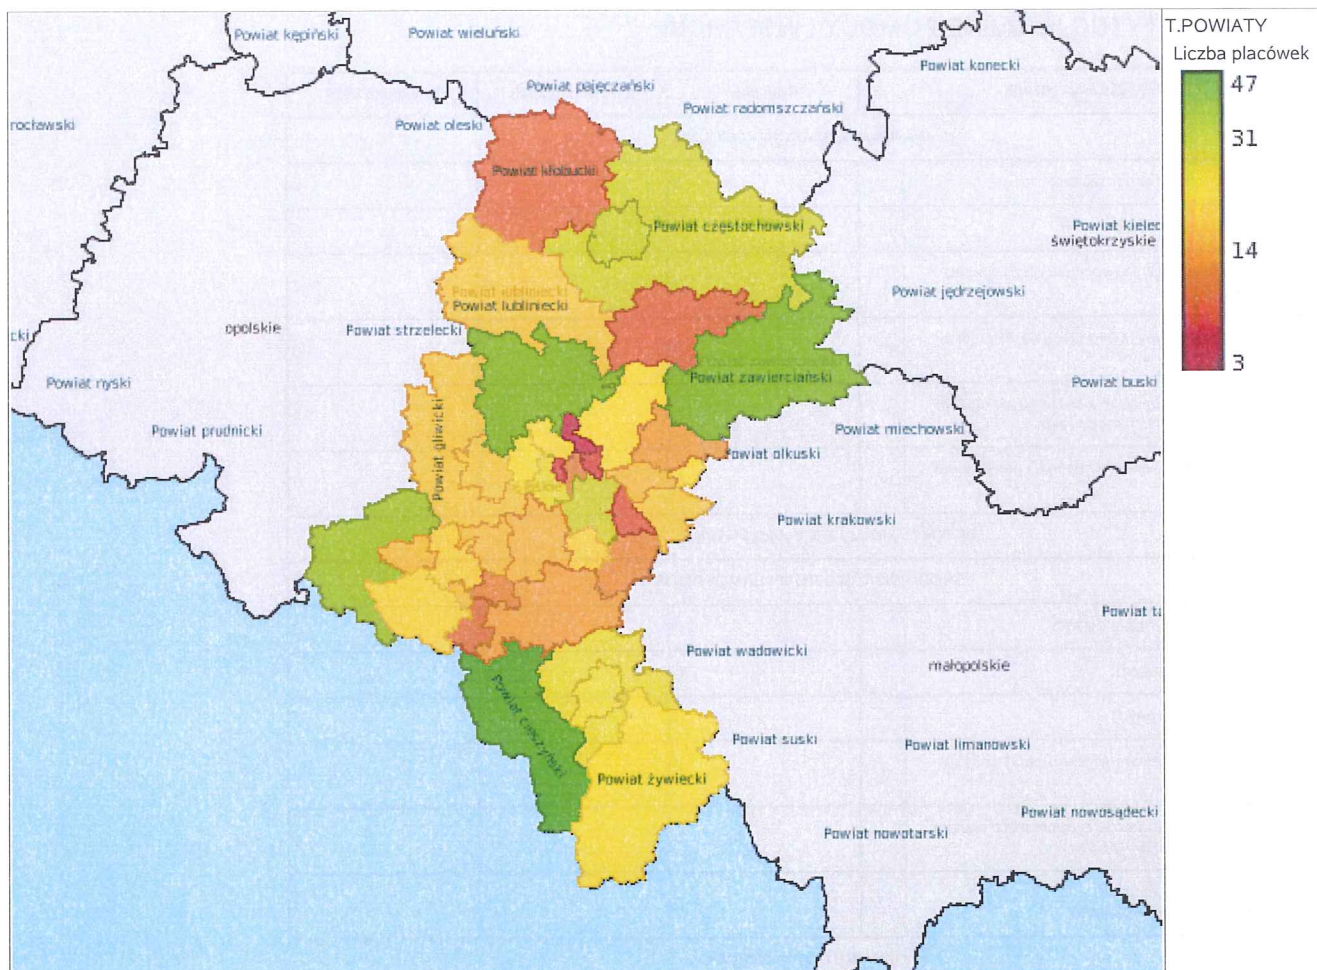 T.POWIATY
Liczba placówek
47
31
14
3
Powiat kępiński
Powiat wieluński
Powiat konecki
Powiat pajęczański
Powiat radomszczański
rocławski
Powiat oleski
Powiat kłobucki
Powiat częstochowski
Powiat kielec
świętokrzyskie
Powiat lubliniecki
Powiat lubliniecki
Powiat jędrzejowski
opolskie
Powiat strzelecki
cki
Powiat nyski
Powiat zawierciański
Powiat buski
Powiat prudnicki
Powiat gliwicki
Powiat miechowski
Powiat olkuski
Powiat krakowski
Powiat ta
Powiat wadowicki
małopolskie
Powiat cieszyński
Powiat suski
Powiat limanowski
Powiat żywiecki
Powiat nowosądecki
Powiat nowotarski